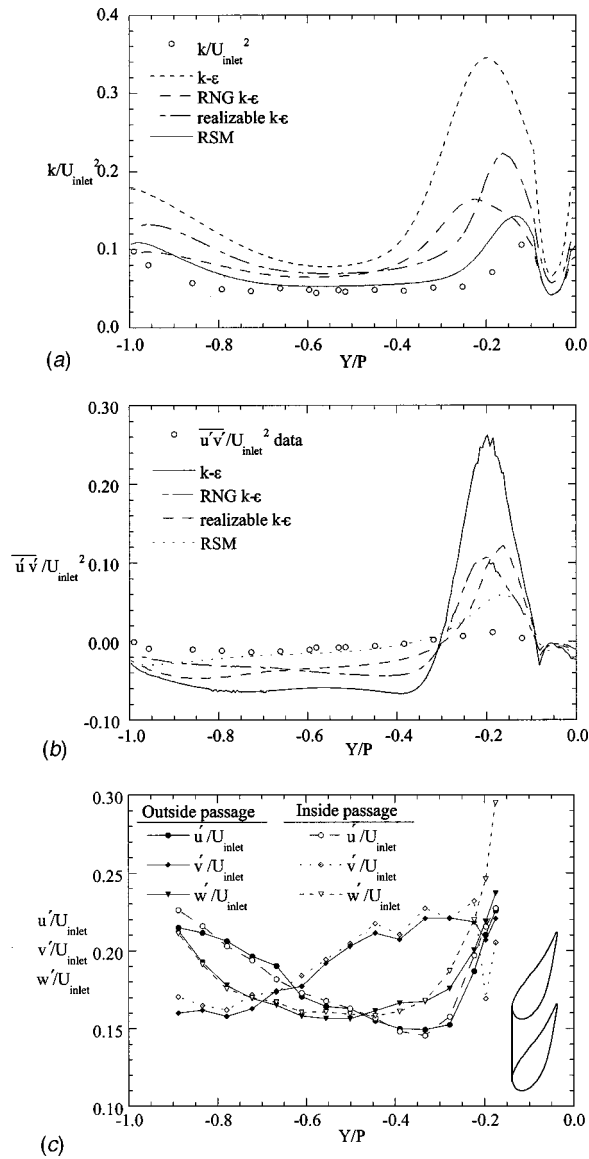 0.4
0.3
0.2
0.1
0.0
k/U_inlet^2
k/U_inlet^2
k-ε
RNG k-ε
realizable k-ε
RSM
-1.0 -0.8 -0.6 -0.4 -0.2 0.0
Y/P
(a)
0.30
0.20
0.10
0.00
-0.10
u'v'/U_inlet^2
u'v'/U_inlet^2 data
k-ε
RNG k-ε
realizable k-ε
RSM
-1.0 -0.8 -0.6 -0.4 -0.2 0.0
Y/P
(b)
0.30
0.25
0.20
0.15
0.10
u'/U_inlet
v'/U_inlet
w'/U_inlet
Outside passage
u'/U_inlet
v'/U_inlet
w'/U_inlet
Inside passage
u'/U_inlet
v'/U_inlet
w'/U_inlet
-1.0 -0.8 -0.6 -0.4 -0.2 0.0
Y/P
(c)